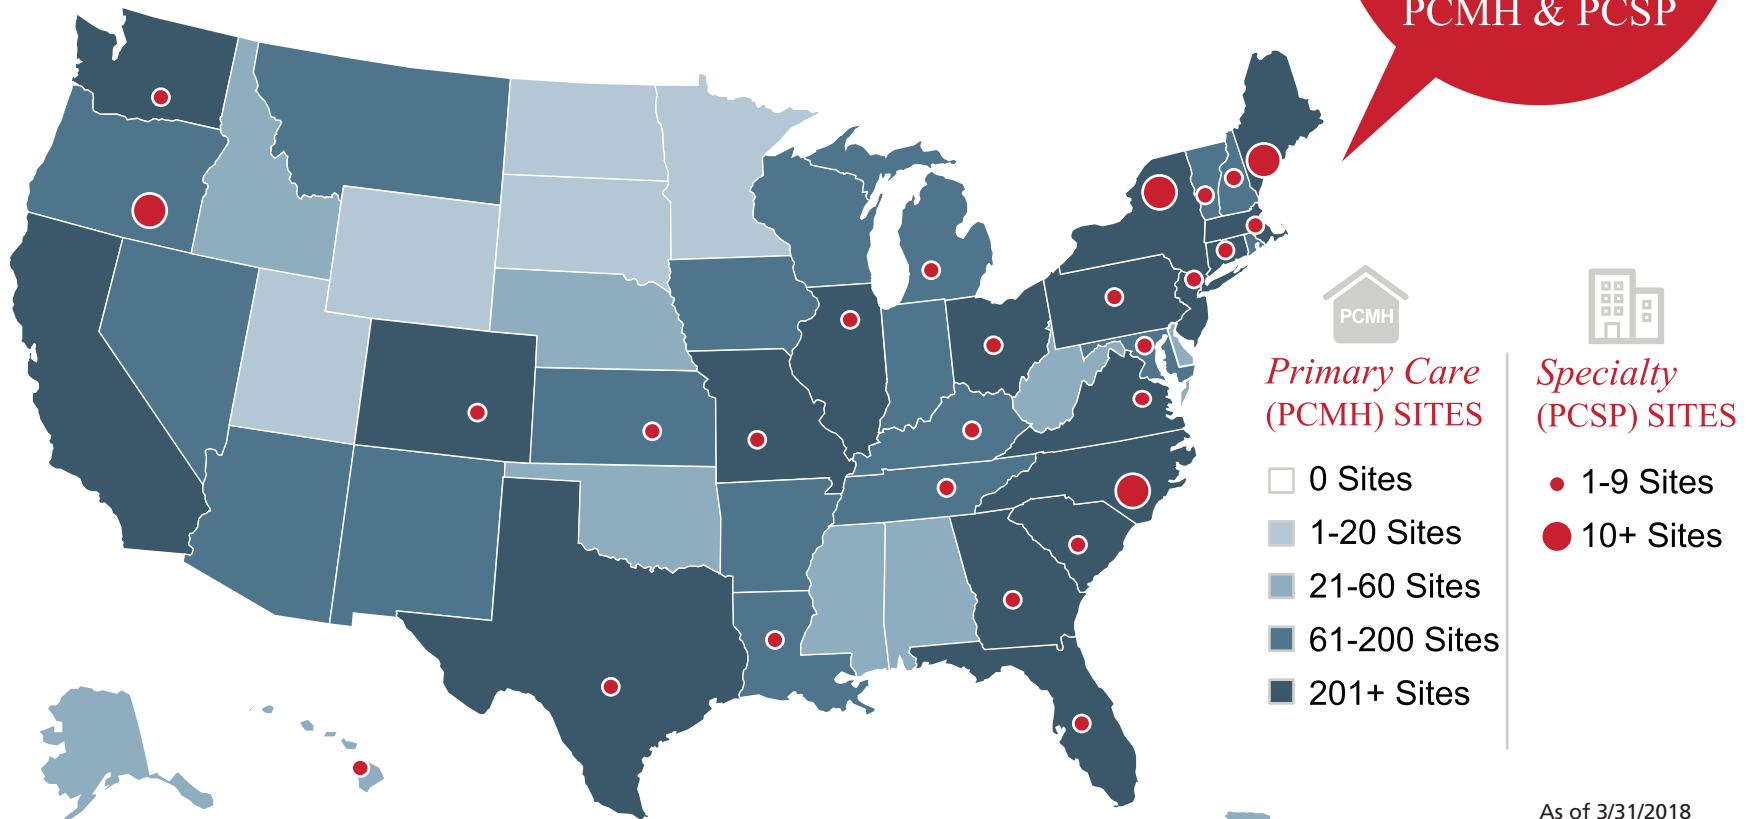 PCMH & PCSP
PCMH
Primary Care
(PCMH) SITES
0 Sites
1-20 Sites
21-60 Sites
61-200 Sites
201+ Sites
Specialty
(PCSP) SITES
1-9 Sites
10+ Sites
As of 3/31/2018